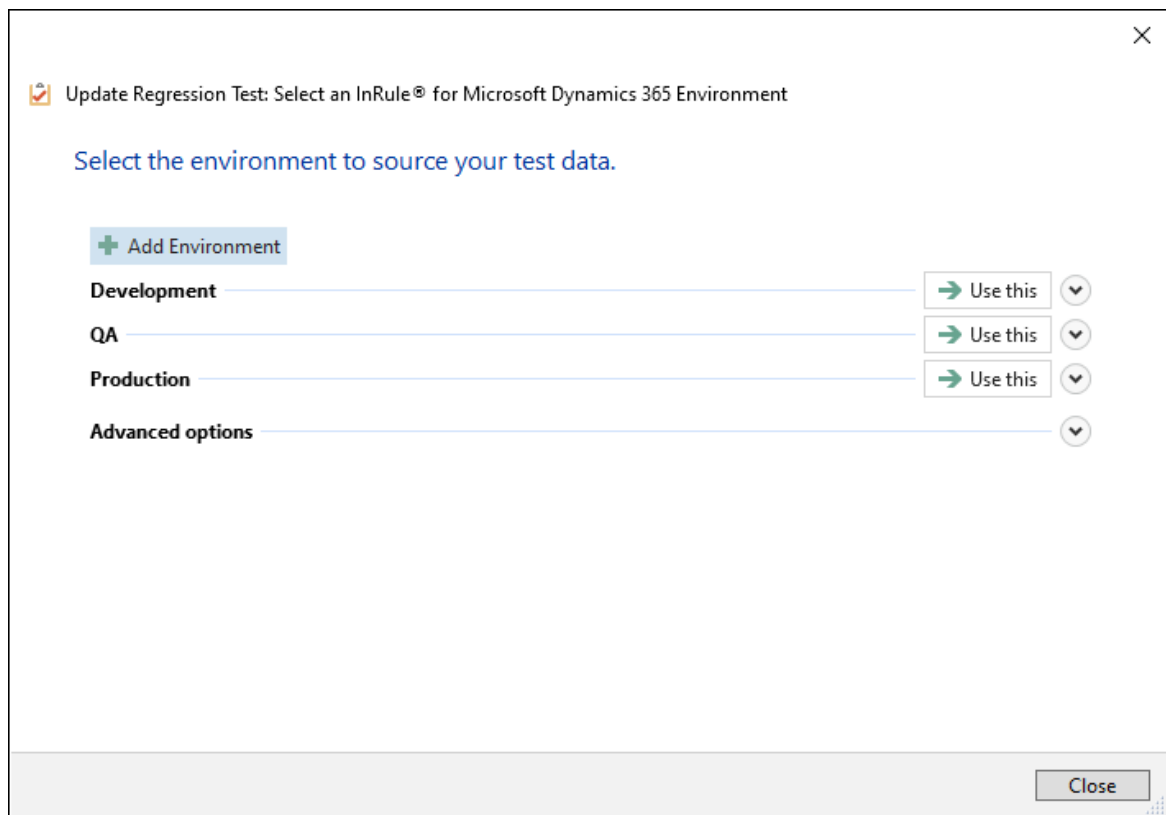 Update Regression Test: Select an InRule® for Microsoft Dynamics 365 Environment
Select the environment to source your test data.
Add Environment
Development Use this
QA Use this
Production Use this
Advanced options
Close